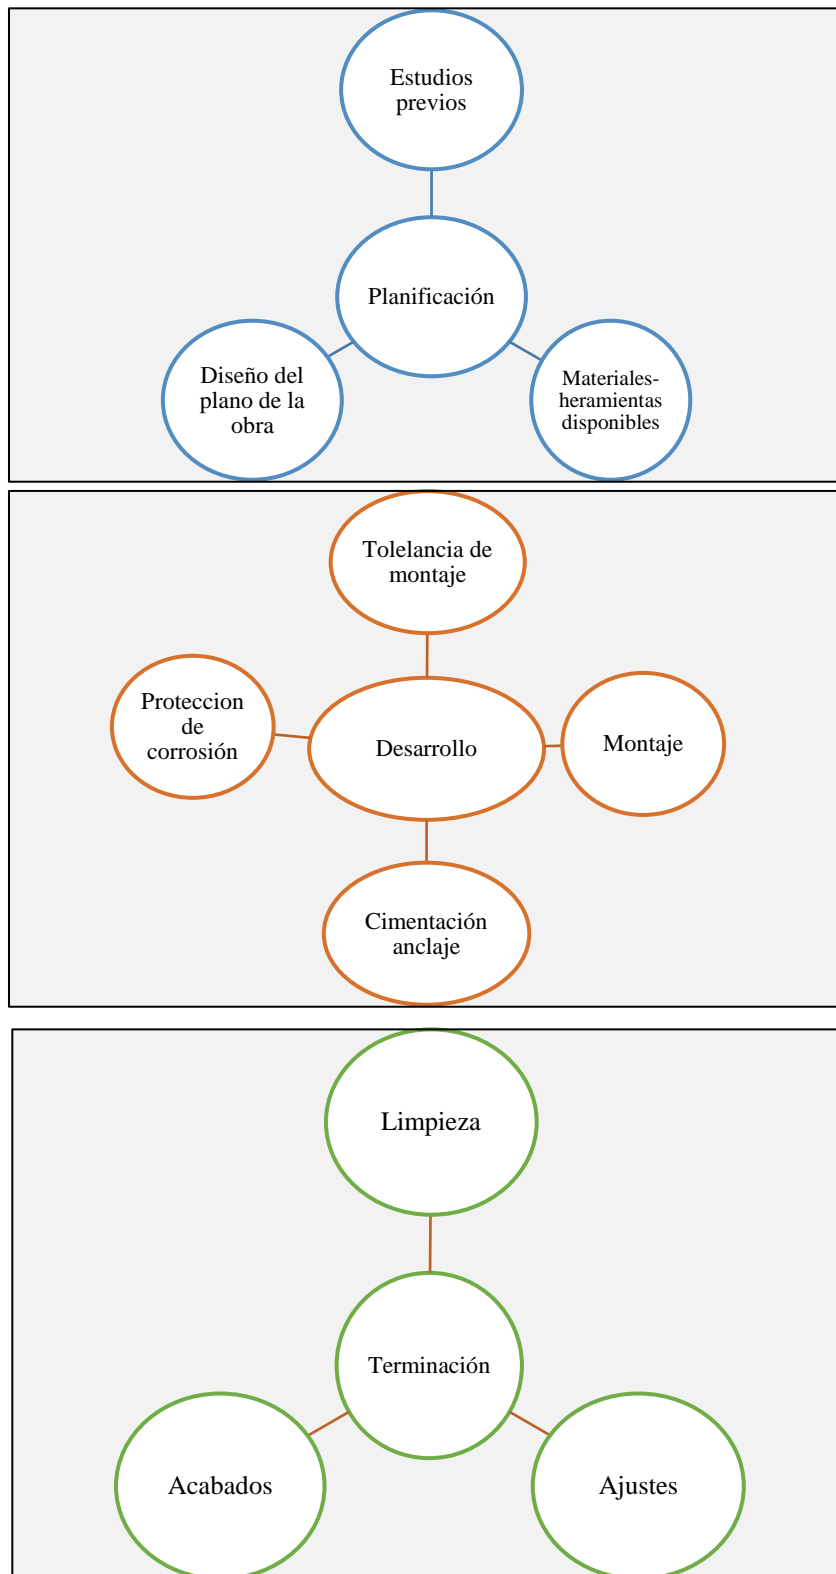 Estudios
previos
Planificación
Diseño del
plano de la
obra
Materiales-
heramientas
disponibles
Tolelancia de
montaje
Proteccion
de
corrosión
Desarrollo
Montaje
Cimentación
anclaje
Limpieza
Terminación
Acabados
Ajustes